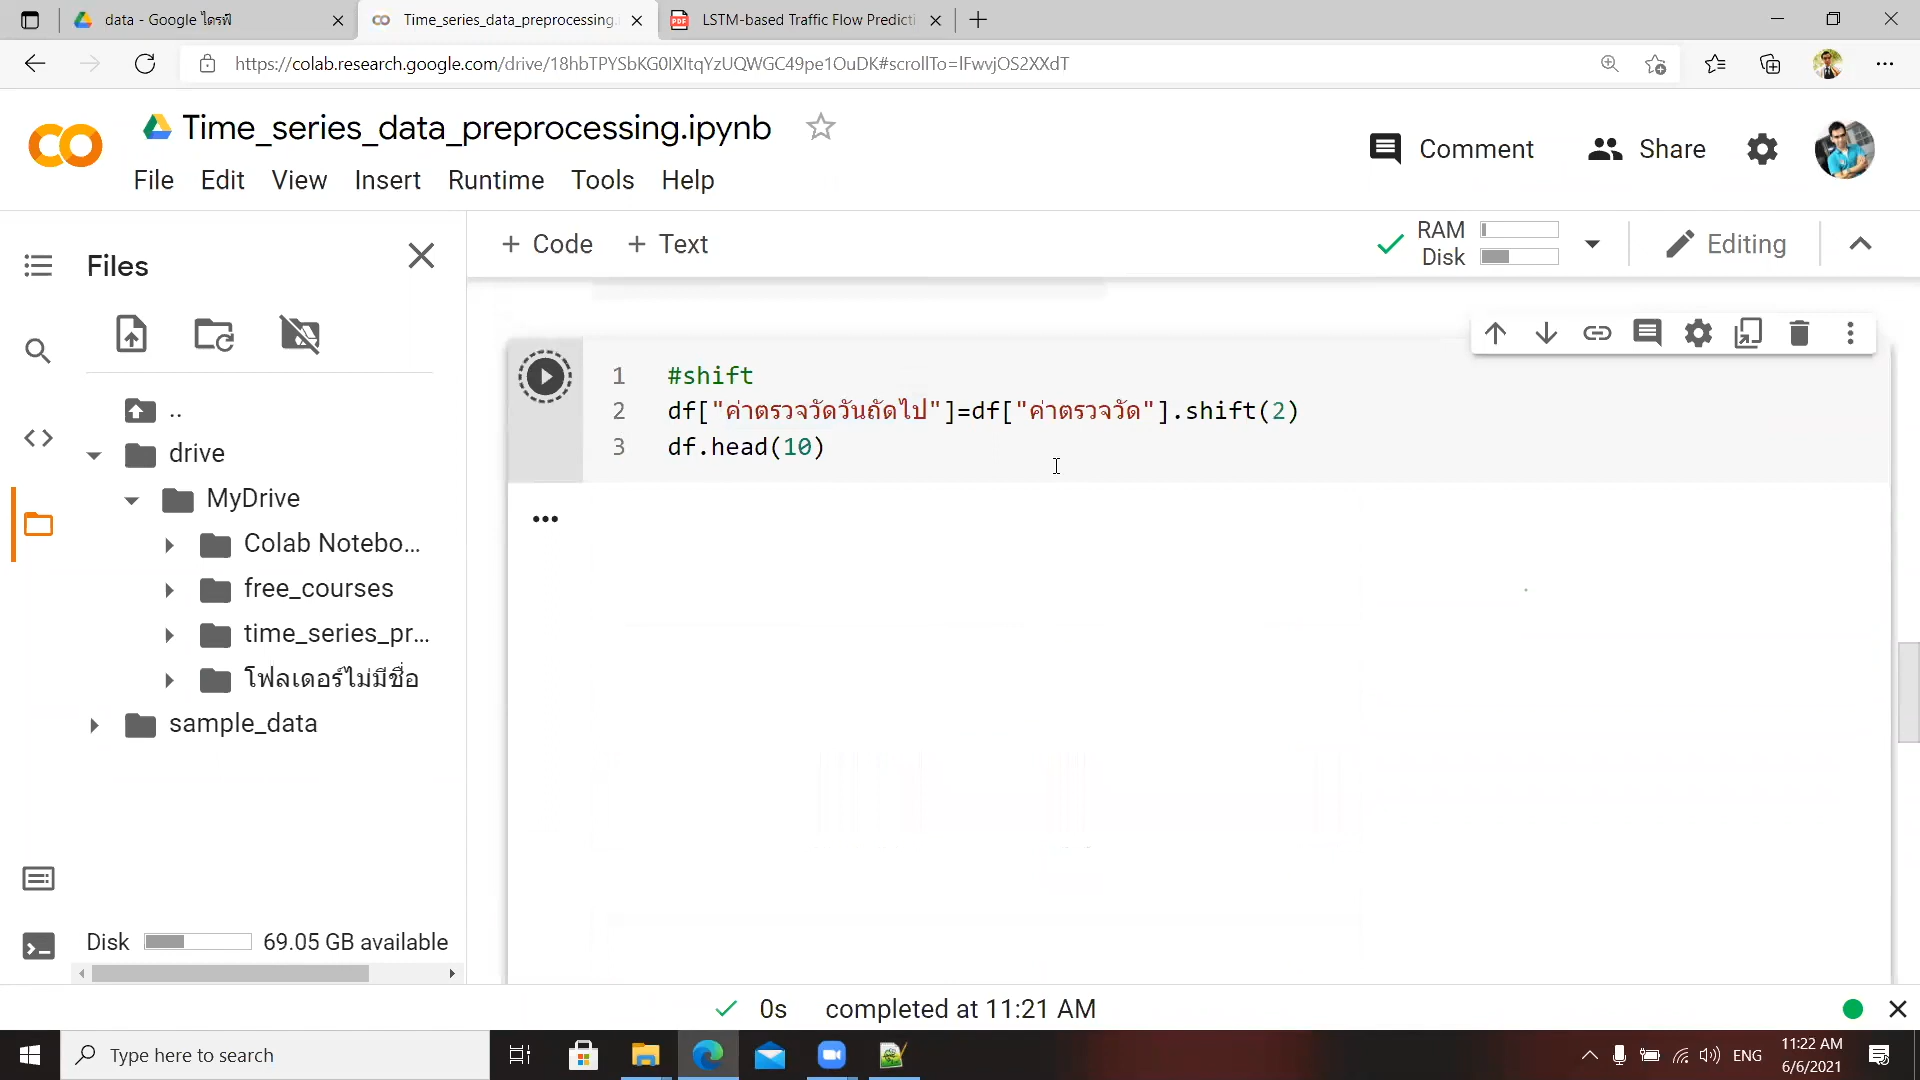 data - Google ไดรฟ์
Time_series_data_preprocessing.
LSTM-based Traffic Flow Predicti
https://colab.research.google.com/drive/18hbTPYSbKG0IXItqYzUQWGC49pe1OuDK#scrollTo=IFwvjOS2XXdT
Time_series_data_preprocessing.ipynb
Comment
Share
File Edit View Insert Runtime Tools Help
+ Code + Text
RAM
Disk
Editing
Files
1 #shift
2 df["ค่าตรวจวัดวันถัดไป"]=df["ค่าตรวจวัด"].shift(2)
3 df.head(10)
..
drive
MyDrive
Colab Notebo...
free_courses
time_series_pr...
โฟลเดอร์ไม่มีชื่อ
sample_data
Disk 69.05 GB available
0s completed at 11:21 AM
Type here to search
ENG
11:22 AM
6/6/2021